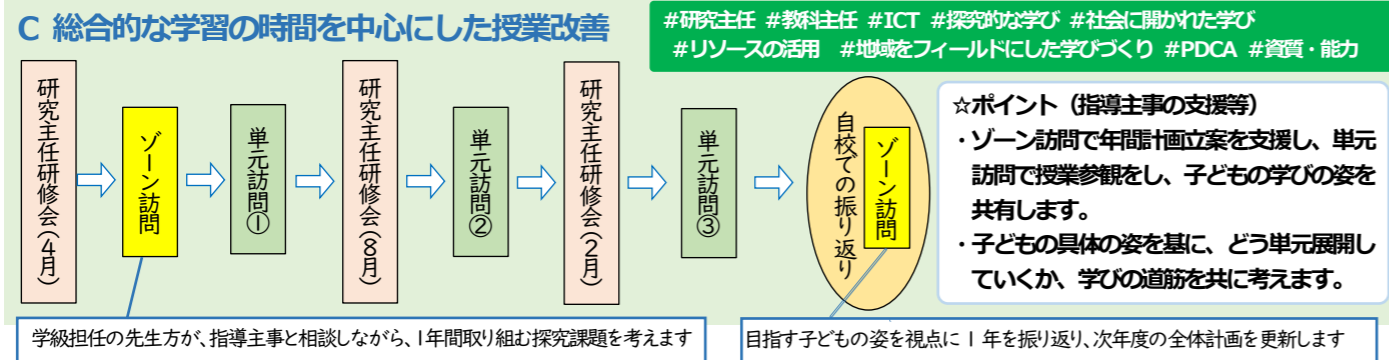 C 総合的な学習の時間を中心にした授業改善
#研究主任 #教科主任 #ICT #探究的な学び #社会に開かれた学び
#リソースの活用 #地域をフィールドにした学びづくり #PDCA #資質・能力
研究主任研修会(4月)
ゾーン訪問
単元訪問①
研究主任研修会(8月)
単元訪問②
研究主任研修会(2月)
単元訪問③
自校での振り返り
ゾーン訪問
☆ポイント（指導主事の支援等）
・ゾーン訪問で年間計画立案を支援し、単元
訪問で授業参観をし、子どもの学びの姿を
共有します。
・子どもの具体の姿を基に、どう単元展開し
ていくか、学びの道筋を共に考えます。
学級担任の先生方が、指導主事と相談しながら、1年間取り組む探究課題を考えます
目指す子どもの姿を視点に1年を振り返り、次年度の全体計画を更新します